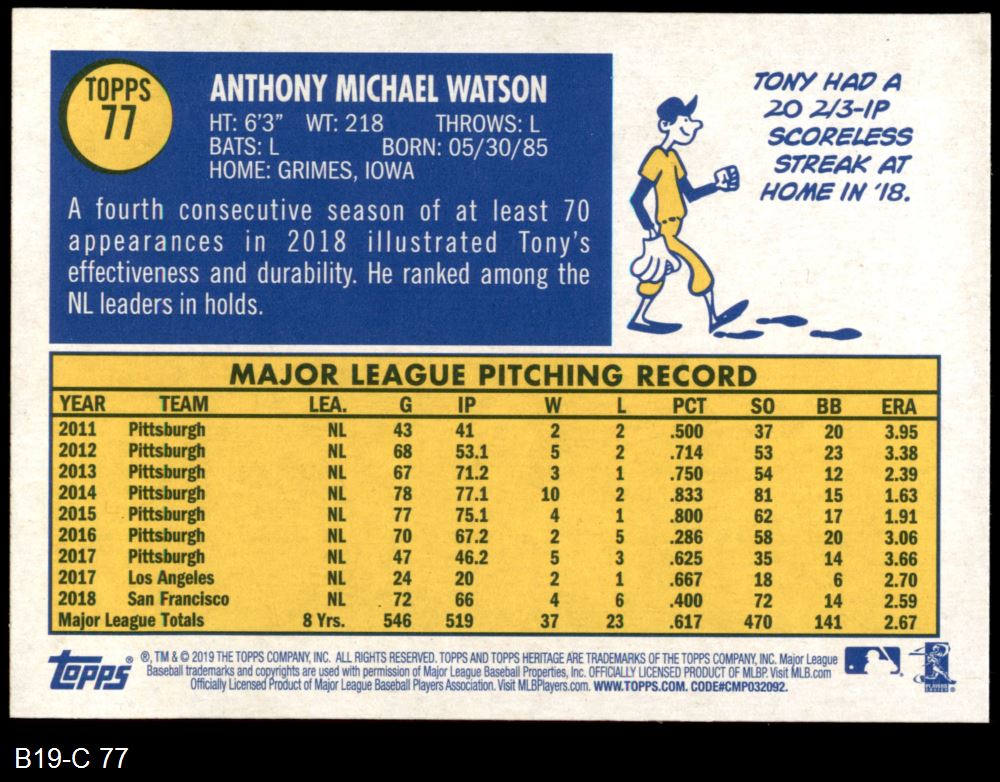 TOPPS
77
ANTHONY MICHAEL WATSON
HT: 6'3" WT: 218 THROWS: L
BATS: L BORN: 05/30/85
HOME: GRIMES, IOWA
A fourth consecutive season of at least 70
appearances in 2018 illustrated Tony's
effectiveness and durability. He ranked among the
NL leaders in holds.
TONY HAD A
20 2/3-IP
SCORELESS
STREAK AT
HOME IN '18.
MAJOR LEAGUE PITCHING RECORD
YEAR TEAM LEA. G IP W L PCT SO BB ERA
2011 Pittsburgh NL 43 41 2 2 .500 37 20 3.95
2012 Pittsburgh NL 68 53.1 5 2 .714 53 23 3.38
2013 Pittsburgh NL 67 71.2 3 1 .750 54 12 2.39
2014 Pittsburgh NL 78 77.1 10 2 .833 81 15 1.63
2015 Pittsburgh NL 77 75.1 4 1 .800 62 17 1.91
2016 Pittsburgh NL 70 67.2 2 5 .286 58 20 3.06
2017 Pittsburgh NL 47 46.2 5 3 .625 35 14 3.66
2017 Los Angeles NL 24 20 2 1 .667 18 6 2.70
2018 San Francisco NL 72 66 4 6 .400 72 14 2.59
Major League Totals 8 Yrs. 546 519 37 23 .617 470 141 2.67
TOPPS®
®, TM & © 2019 THE TOPPS COMPANY, INC. ALL RIGHTS RESERVED. TOPPS AND TOPPS HERITAGE ARE TRADEMARKS OF THE TOPPS COMPANY, INC. Major League
Baseball trademarks and copyrights are used with permission of Major League Baseball Properties, Inc. OFFICIALLY LICENSED PRODUCT OF MLBP. Visit MLB.com
Officially Licensed Product of Major League Baseball Players Association. Visit MLBPlayers.com. WWW.TOPPS.COM. CODE#CMP032092.
B19-C 77